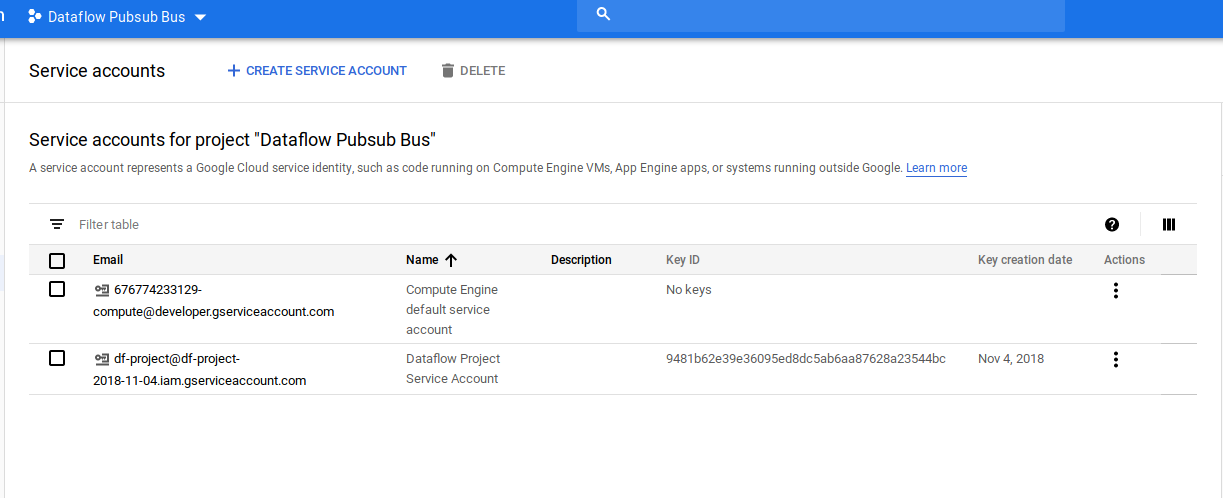 Dataflow Pubsub Bus
Service accounts
CREATE SERVICE ACCOUNT
DELETE
Service accounts for project "Dataflow Pubsub Bus"
A service account represents a Google Cloud service identity, such as code running on Compute Engine VMs, App Engine apps, or systems running outside Google. Learn more
Filter table
Email Name Description Key ID Key creation date Actions
676774233129- Compute Engine No keys
compute@developer.gserviceaccount.com default service
account
df-project@df-project- Dataflow Project 9481b62e39e36095ed8dc5ab6aa87628a23544bc Nov 4, 2018
2018-11-04.iam.gserviceaccount.com Service Account